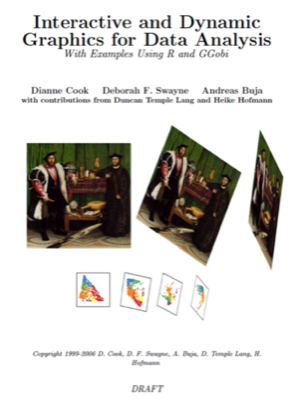 Interactive and Dynamic
Graphics for Data Analysis
With Examples Using R and GGobi
Dianne Cook Deborah F. Swayne Andreas Buja
with contributions from Duncan Temple Lang and Heike Hofmann
Copyright 1999-2006 D. Cook, D. F. Swayne, A. Buja, D. Temple Lang, H.
Hofmann
DRAFT